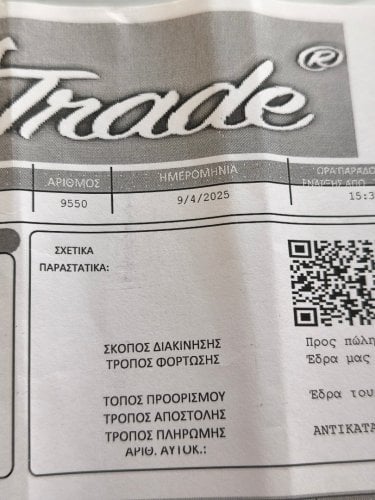 Trade ®
ΑΡΙΘΜΟΣ ΗΜΕΡΟΜΗΝΙΑ
9550 9/4/2025 15:3
ΣΧΕΤΙΚΑ
ΠΑΡΑΣΤΑΤΙΚΑ:
ΣΚΟΠΟΣ ΔΙΑΚΙΝΗΣΗΣ Προς πώλη
ΤΡΟΠΟΣ ΦΟΡΤΩΣΗΣ Έδρα μας
ΤΟΠΟΣ ΠΡΟΟΡΙΣΜΟΥ Έδρα του
ΤΡΟΠΟΣ ΑΠΟΣΤΟΛΗΣ
ΤΡΟΠΟΣ ΠΛΗΡΩΜΗΣ ΑΝΤΙΚΑΤΑ
ΑΡΙΘ. ΑΥΤΟΚ.: